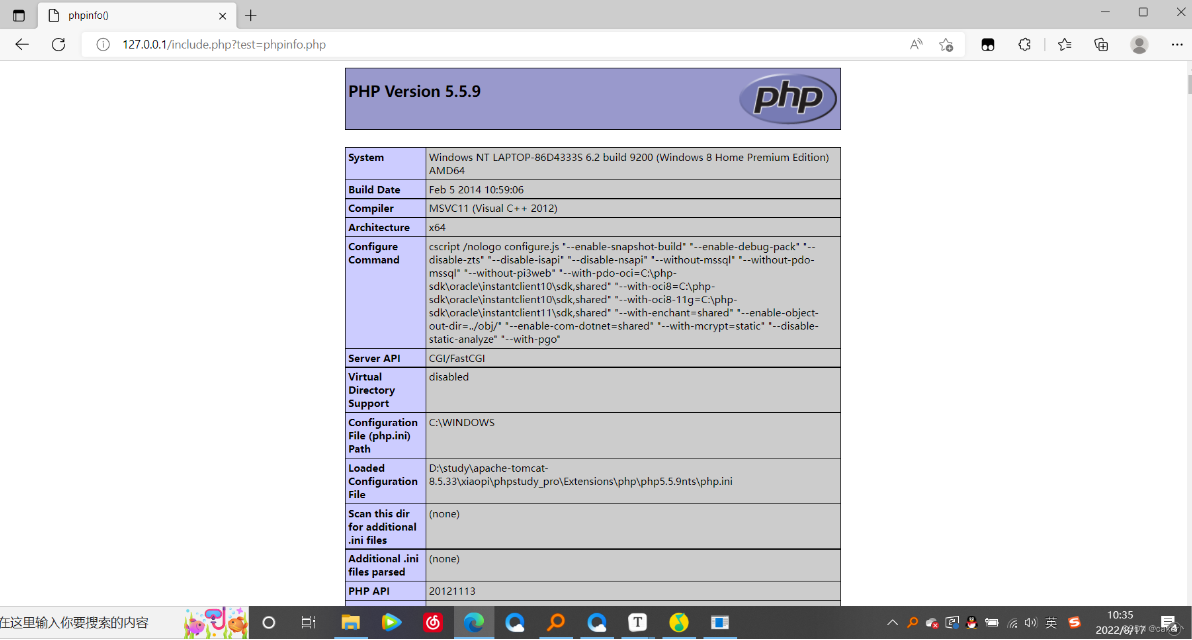 phpinfo()
127.0.0.1/include.php?test=phpinfo.php
PHP Version 5.5.9
php
System
Windows NT LAPTOP-86D4333S 6.2 build 9200 (Windows 8 Home Premium Edition)
AMD64
Build Date
Feb 5 2014 10:59:06
Compiler
MSVC11 (Visual C++ 2012)
Architecture
x64
Configure
Command
cscript /nologo configure.js "--enable-snapshot-build" "--enable-debug-pack" "--
disable-zts" "--disable-isapi" "--disable-nsapi" "--without-mssql" "--without-pdo-
mssql" "--without-pi3web" "--with-pdo-oci=C:\php-
sdk\oracle\instantclient10\sdk,shared" "--with-oci8=C:\php-
sdk\oracle\instantclient10\sdk,shared" "--with-oci8-11g=C:\php-
sdk\oracle\instantclient11\sdk,shared" "--with-enchant=shared" "--enable-object-
out-dir=../obj/" "--enable-com-dotnet=shared" "--with-mcrypt=static" "--disable-
static-analyze" "--with-pgo"
Server API
CGI/FastCGI
Virtual
Directory
Support
disabled
Configuration
File (php.ini)
Path
C:\WINDOWS
Loaded
Configuration
File
D:\study\apache-tomcat-
8.5.33\xiaopi\phpstudy_pro\Extensions\php\php5.5.9nts\php.ini
Scan this dir
for additional
.ini files
(none)
Additional .ini
files parsed
(none)
PHP API
20121113
在这里输入你要搜索的内容
英
10:35